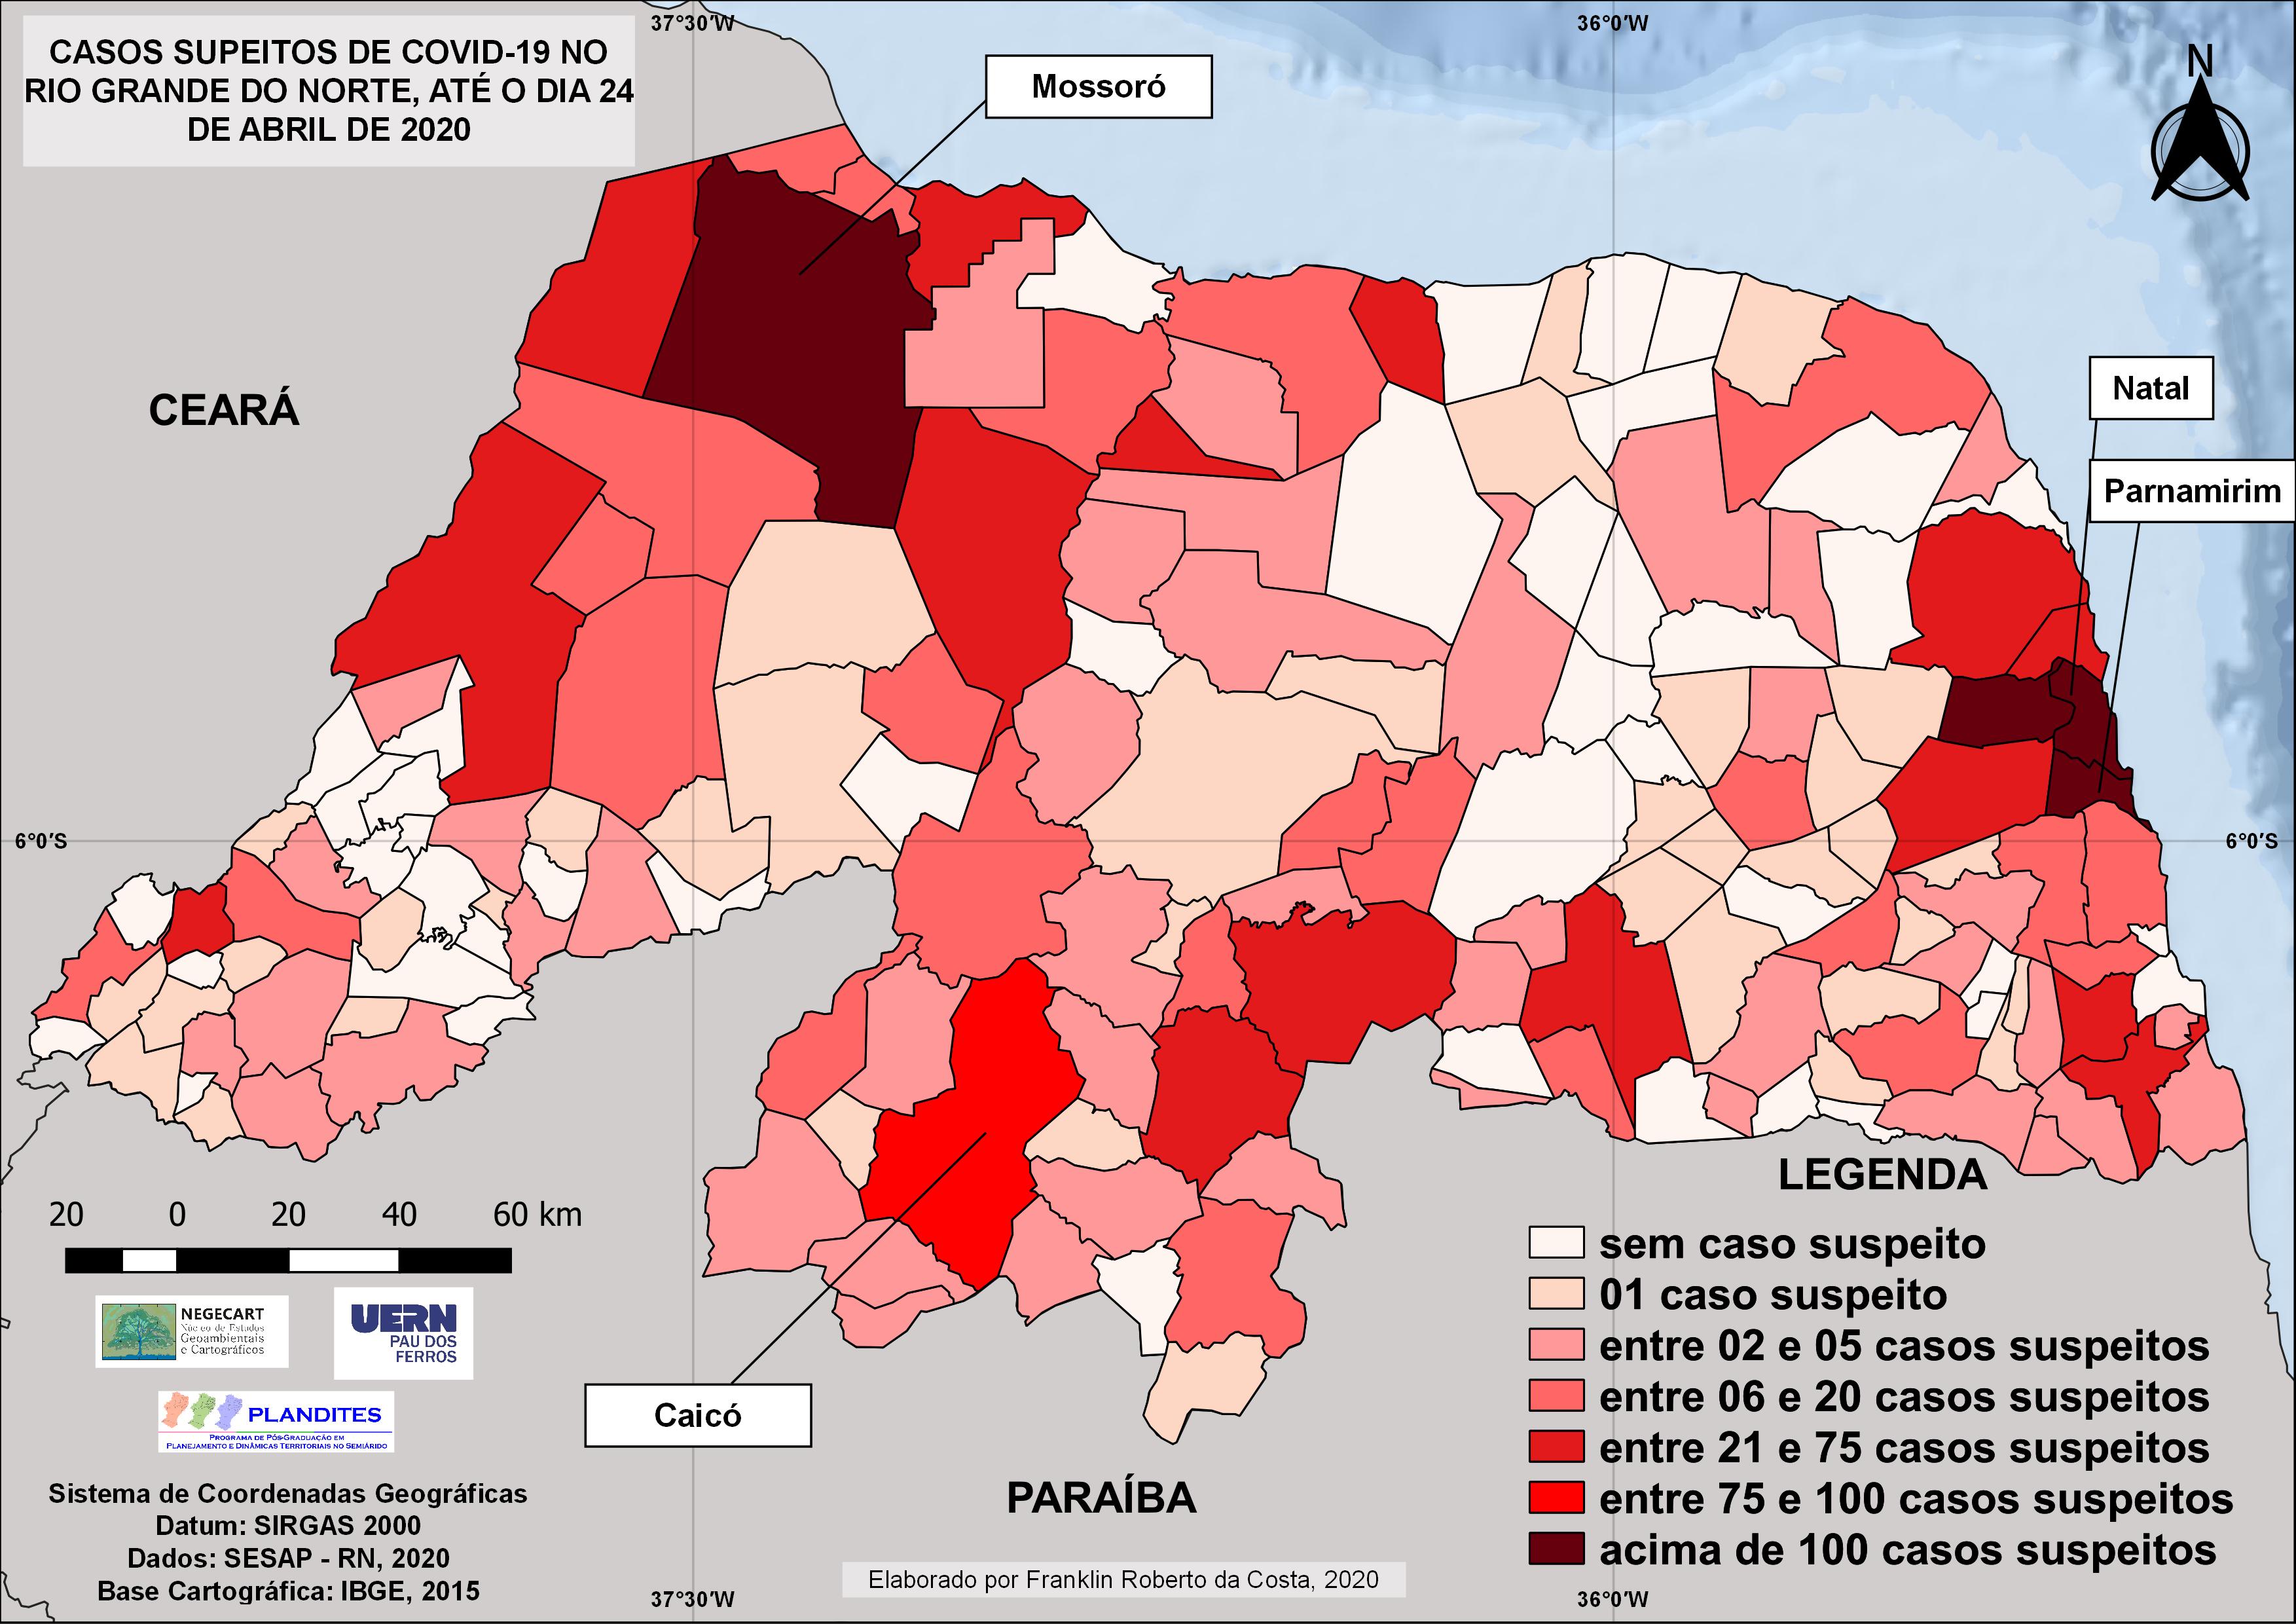 CASOS SUPEITOS DE COVID-19 NO
RIO GRANDE DO NORTE, ATÉ O DIA 24
DE ABRIL DE 2020
37°30′W
36°0′W
N
Mossoró
Natal
Parnamirim
CEARÁ
6°0′S
6°0′S
20 0 20 40 60 km
NEGECART
Núcleo de Estudos
Geoambientais
e Cartográficos
UERN
PAU DOS
FERROS
PLANDITES
PROGRAMA DE PÓS-GRADUAÇÃO EM
PLANEJAMENTO E DINÂMICAS TERRITORIAIS NO SEMIÁRIDO
Sistema de Coordenadas Geográficas
Datum: SIRGAS 2000
Dados: SESAP - RN, 2020
Base Cartográfica: IBGE, 2015
Caicó
PARAÍBA
Elaborado por Franklin Roberto da Costa, 2020
37°30′W
36°0′W
LEGENDA
sem caso suspeito
01 caso suspeito
entre 02 e 05 casos suspeitos
entre 06 e 20 casos suspeitos
entre 21 e 75 casos suspeitos
entre 75 e 100 casos suspeitos
acima de 100 casos suspeitos